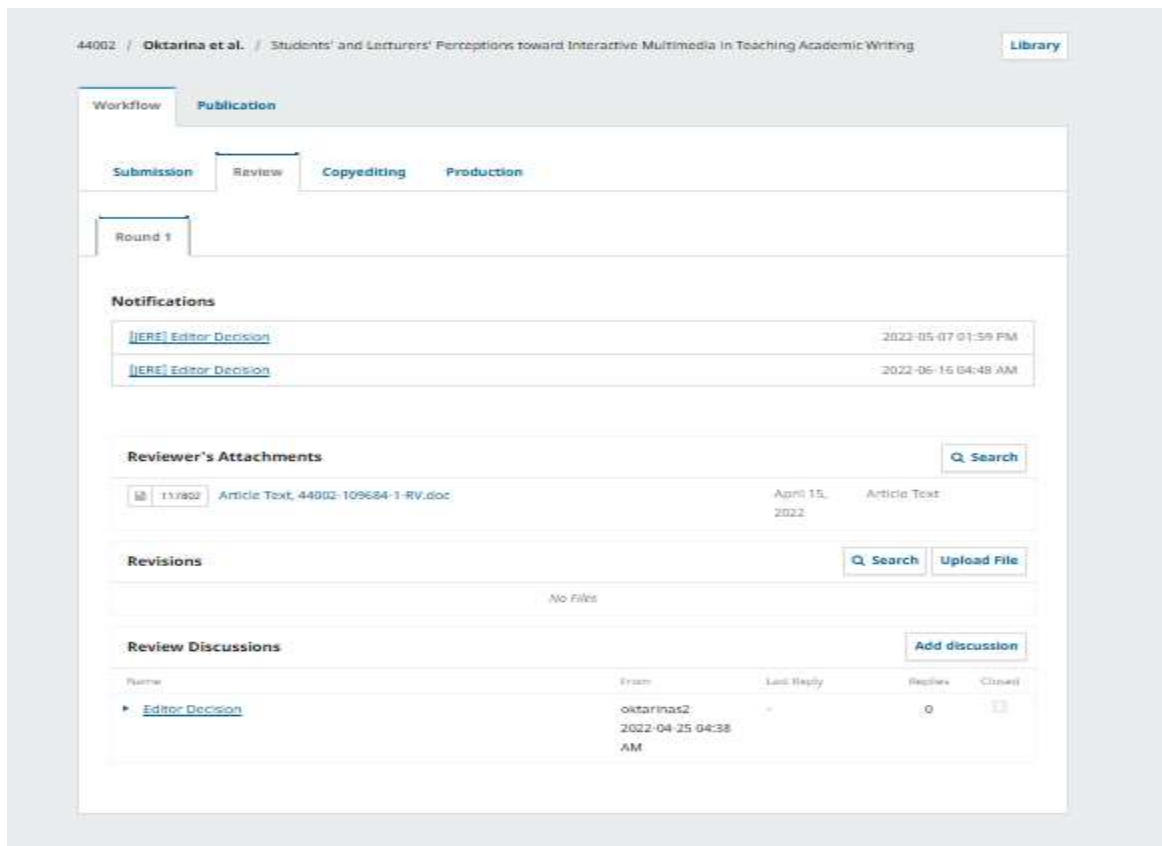 44002 / Oktarina et al. / Students' and Lecturers' Perceptions toward Interactive Multimedia in Teaching Academic Writing
Library
Workflow Publication
Submission Review Copyediting Production
Round 1
Notifications
[IJERE] Editor Decision 2022-05-07 01:59 PM
[IJERE] Editor Decision 2022-06-16 04:48 AM
Reviewer's Attachments Search
117802 Article Text, 44002-109684-1-RV.doc April 15, 2022 Article Text
Revisions Search Upload File
No Files
Review Discussions Add discussion
Name From Last Reply Replies Closed
Editor Decision oktarinas2 - 0
2022-04-25 04:38
AM